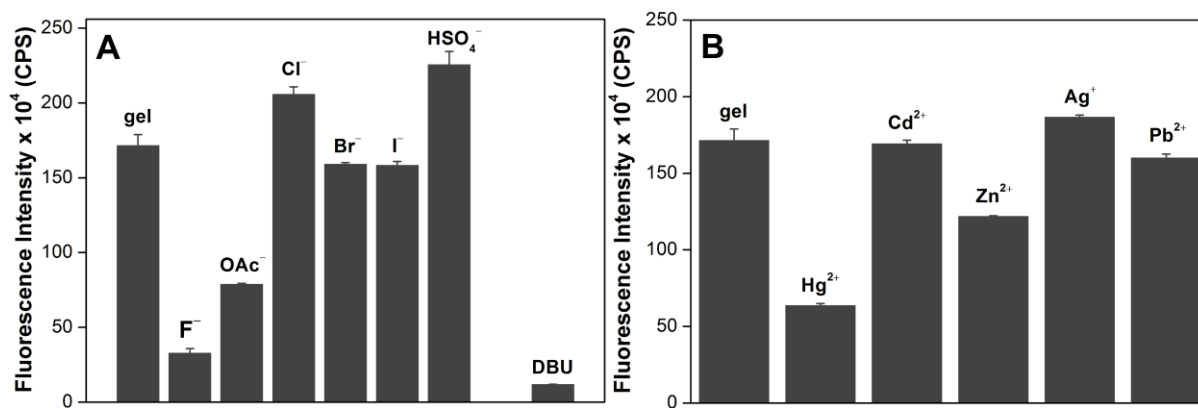 A
Fluorescence Intensity x 10⁴ (CPS)
250
200
150
100
50
0
gel
F⁻
OAc⁻
Cl⁻
Br⁻
I⁻
HSO₄⁻
DBU
B
Fluorescence Intensity x 10⁴ (CPS)
250
200
150
100
50
0
gel
Hg²⁺
Cd²⁺
Zn²⁺
Ag⁺
Pb²⁺